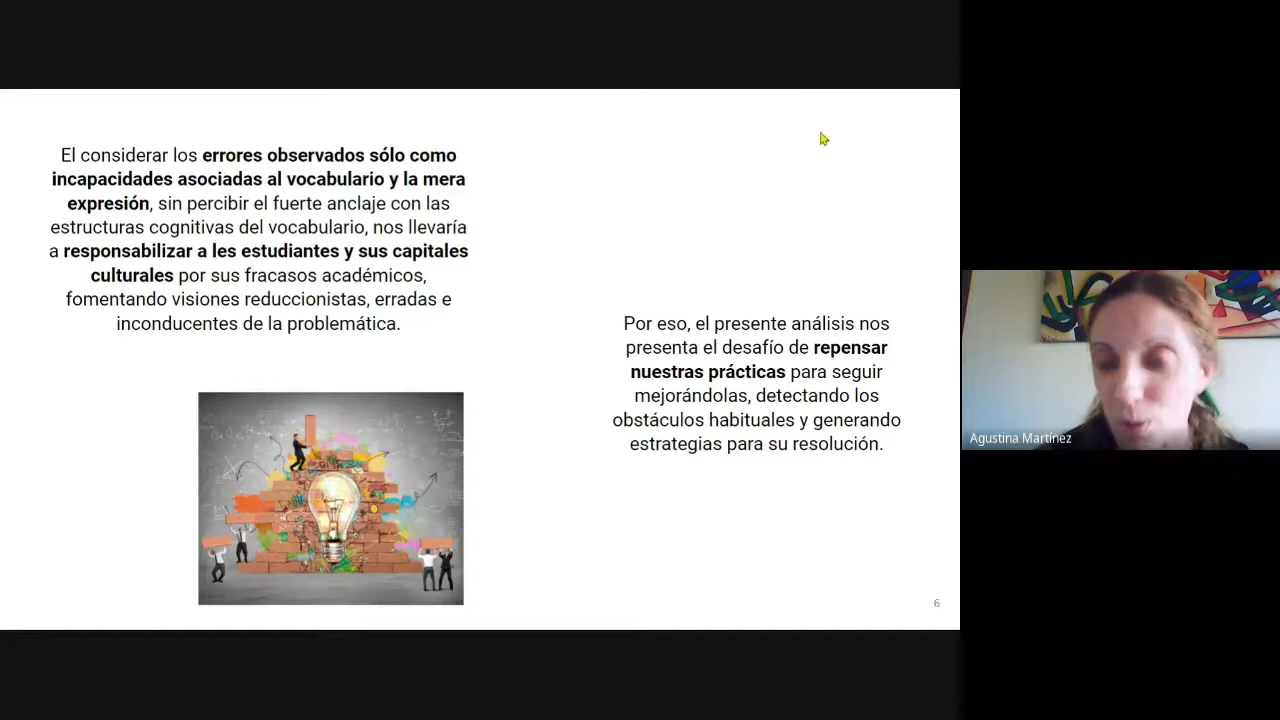 El considerar los errores observados sólo como
incapacidades asociadas al vocabulario y la mera
expresión, sin percibir el fuerte anclaje con las
estructuras cognitivas del vocabulario, nos llevaría
a responsabilizar a les estudiantes y sus capitales
culturales por sus fracasos académicos,
fomentando visiones reduccionistas, erradas e
inconducentes de la problemática.
Por eso, el presente análisis nos
presenta el desafío de repensar
nuestras prácticas para seguir
mejorándolas, detectando los
obstáculos habituales y generando
estrategias para su resolución.
6
Agustina Martínez